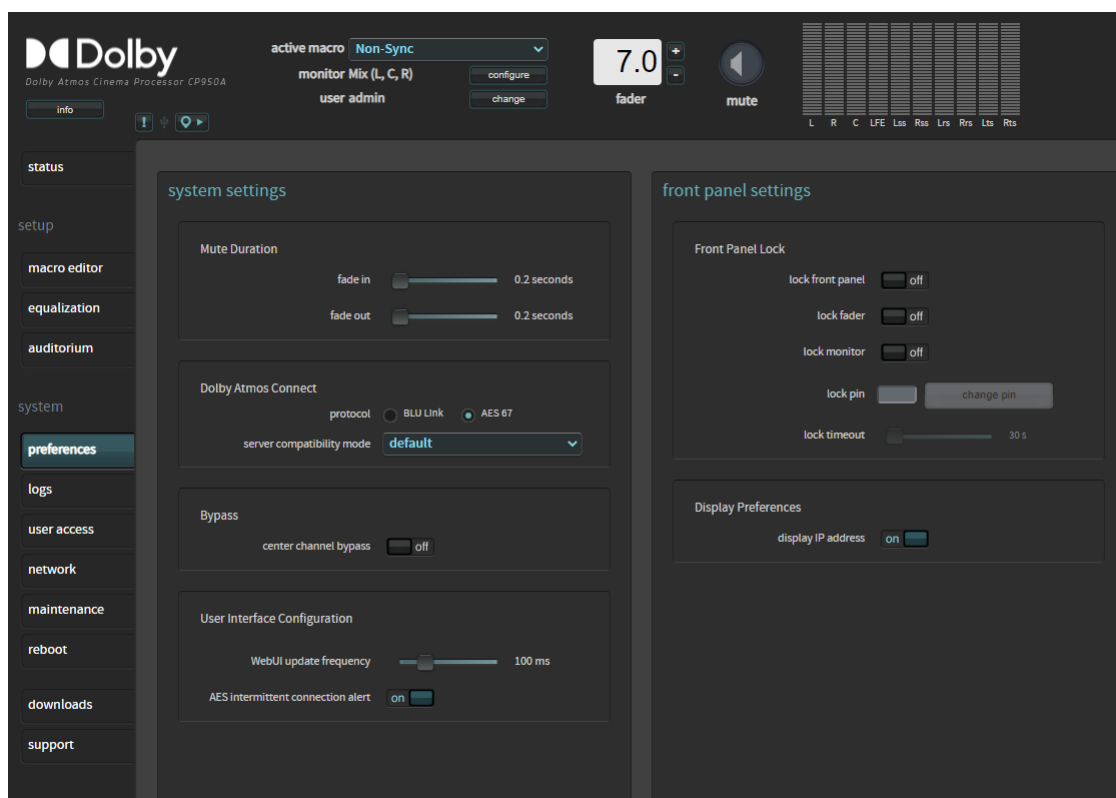 Dolby
Dolby Atmos Cinema Processor CP950A
info
active macro Non-Sync
monitor Mix (L, C, R) configure
user admin change
7.0 + -
fader
mute
L R C LFE Lss Rss Lrs Rrs Lts Rts
status
setup
macro editor
equalization
auditorium
system
preferences
logs
user access
network
maintenance
reboot
downloads
support
system settings
Mute Duration
fade in 0.2 seconds
fade out 0.2 seconds
Dolby Atmos Connect
protocol BLU LInk AES 67
server compatibility mode default
Bypass
center channel bypass off
User Interface Configuration
WebUI update frequency 100 ms
AES intermittent connection alert on
front panel settings
Front Panel Lock
lock front panel off
lock fader off
lock monitor off
lock pin change pin
lock timeout 30 s
Display Preferences
display IP address on